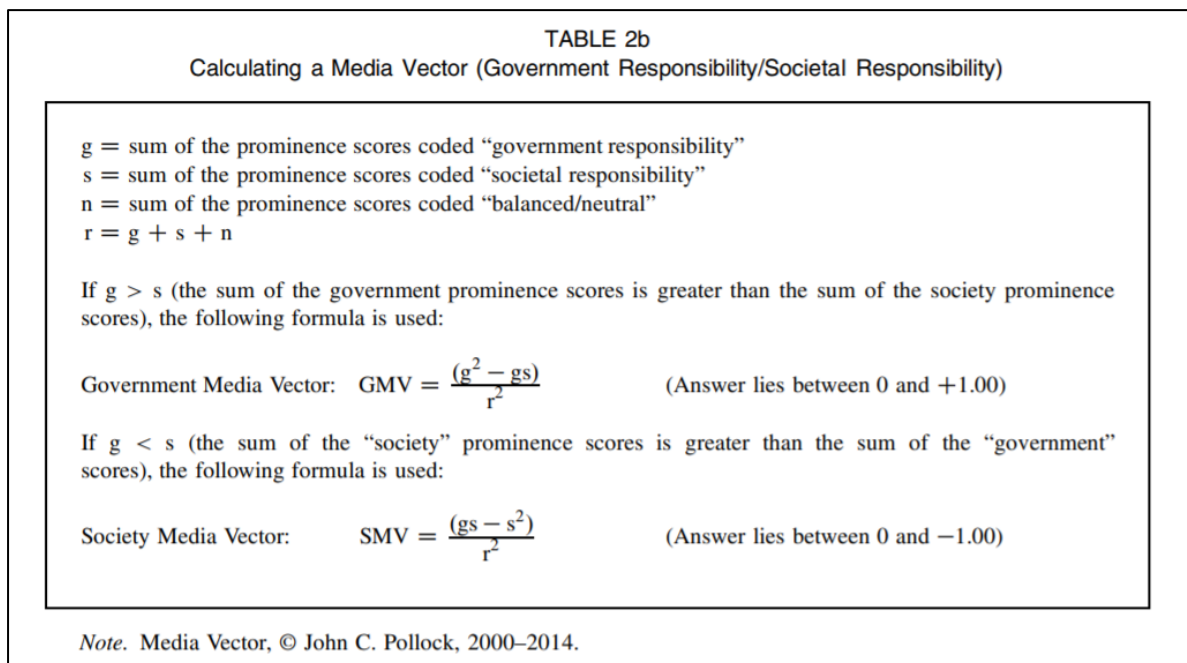 TABLE 2b
Calculating a Media Vector (Government Responsibility/Societal Responsibility)
g = sum of the prominence scores coded “government responsibility”
s = sum of the prominence scores coded “societal responsibility”
n = sum of the prominence scores coded “balanced/neutral”
r = g + s + n
If g > s (the sum of the government prominence scores is greater than the sum of the society prominence
scores), the following formula is used:
Government Media Vector: GMV = (g² − gs) / r² (Answer lies between 0 and +1.00)
If g < s (the sum of the “society” prominence scores is greater than the sum of the “government”
scores), the following formula is used:
Society Media Vector: SMV = (gs − s²) / r² (Answer lies between 0 and −1.00)
Note. Media Vector, © John C. Pollock, 2000–2014.